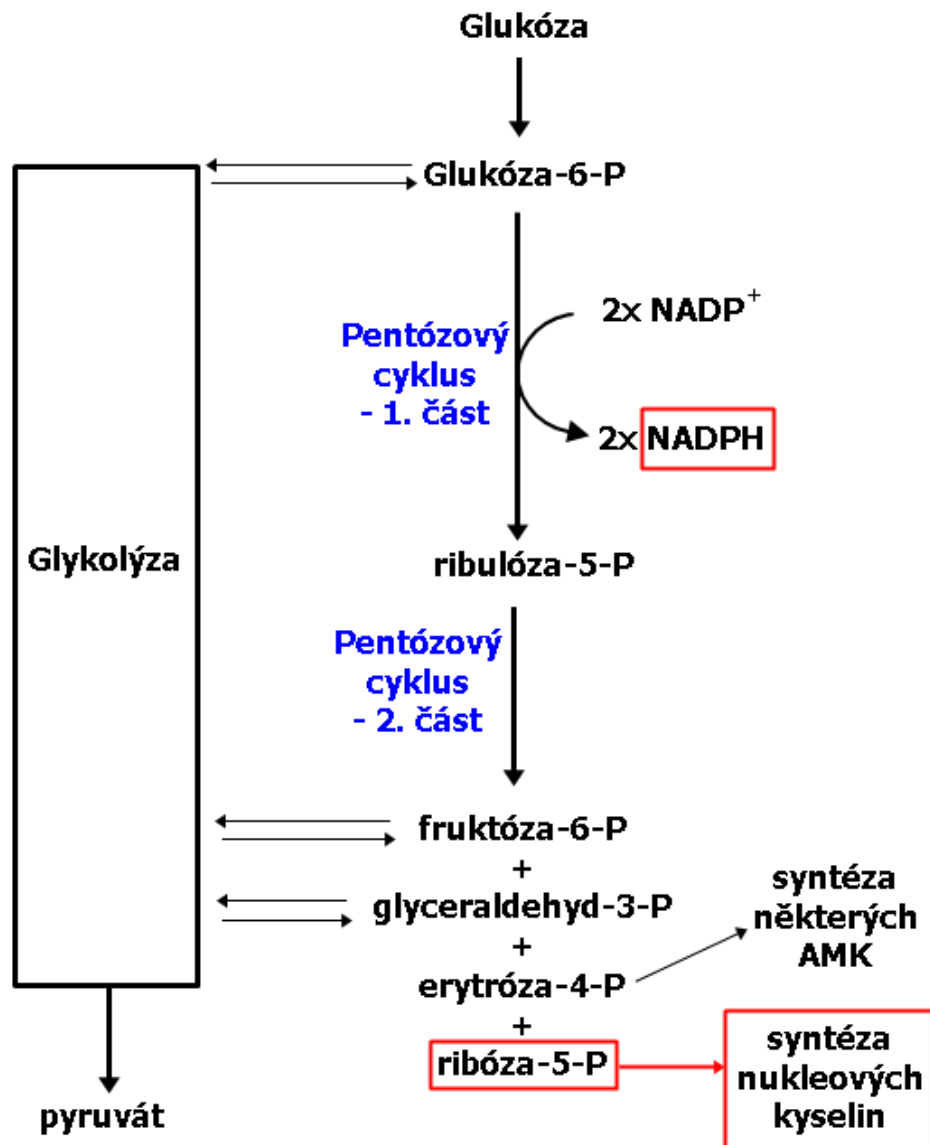 Glukóza
Glukóza-6-P
2x NADP+
Pentózový
cyklus
- 1. část
2x NADPH
Glykolýza
ribulóza-5-P
Pentózový
cyklus
- 2. část
fruktóza-6-P
+
glyceraldehyd-3-P
+
erytróza-4-P
+
ribóza-5-P
syntéza
některých
AMK
syntéza
nukleových
kyselin
pyruvát